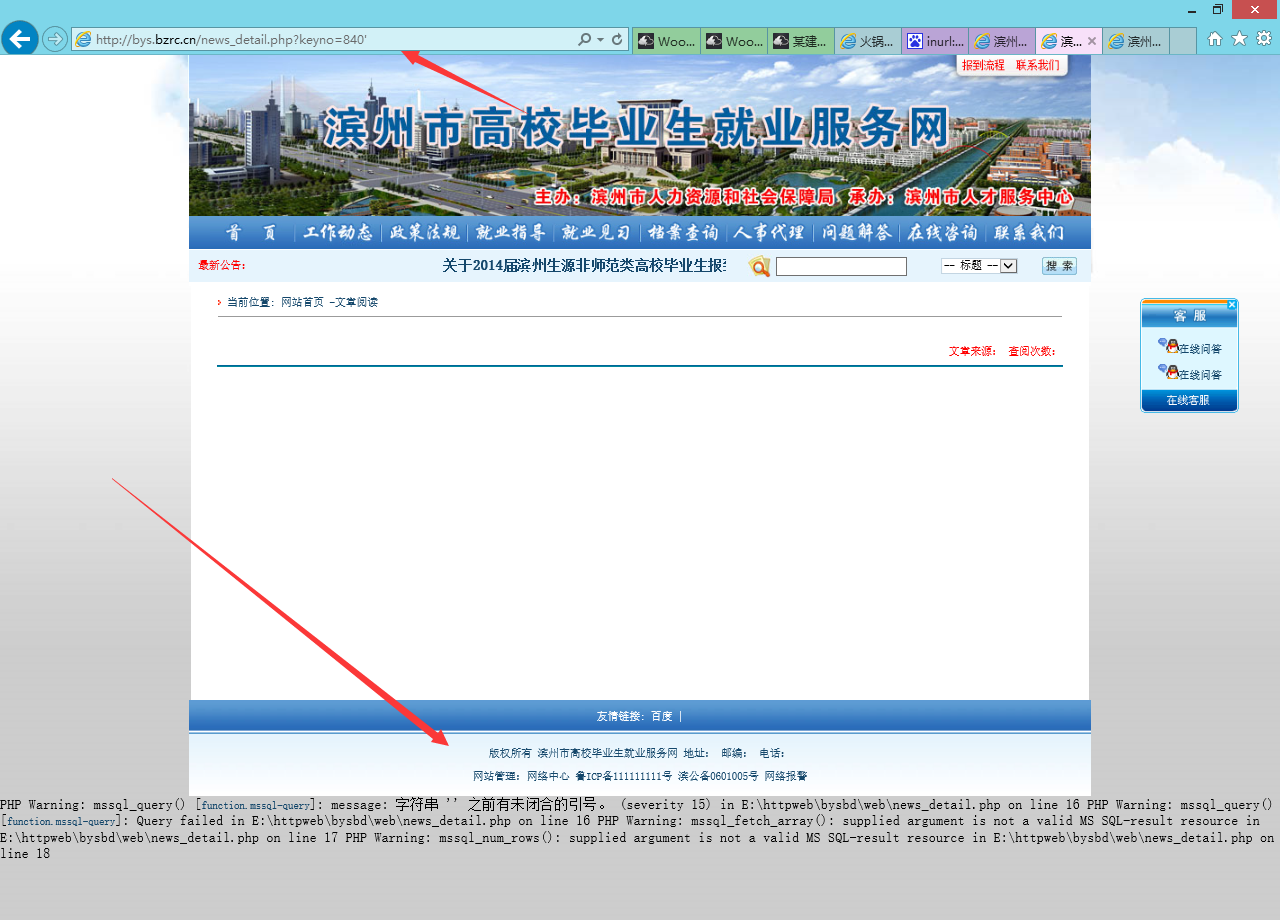 http://bys.bzrc.cn/news_detail.php?keyno=840'
Woo...
Woo...
某建...
火锅...
inurl:...
滨州...
滨...
滨州...
报到流程 联系我们
滨州市高校毕业生就业服务网
主办：滨州市人力资源和社会保障局 承办：滨州市人才服务中心
首 页 工作动态 政策法规 就业指导 就业见习 档案查询 人事代理 问题解答 在线咨询 联系我们
最新公告： 关于2014届滨州生源非师范类高校毕业生报 -- 标题 -- 搜 索
当前位置：网站首页 -文章阅读
文章来源： 查阅次数：
客 服
在线问答
在线问答
在线客服
友情链接：百度 |
版权所有 滨州市高校毕业生就业服务网 地址： 邮编： 电话：
网站管理：网络中心 鲁ICP备111111111号 滨公备0601005号 网络报警
PHP Warning: mssql_query() [function.mssql-query]: message: 字符串 '' 之前有未闭合的引号。 (severity 15) in E:\httpweb\bysbd\web\news_detail.php on line 16 PHP Warning: mssql_query()
[function.mssql-query]: Query failed in E:\httpweb\bysbd\web\news_detail.php on line 16 PHP Warning: mssql_fetch_array(): supplied argument is not a valid MS SQL-result resource in
E:\httpweb\bysbd\web\news_detail.php on line 17 PHP Warning: mssql_num_rows(): supplied argument is not a valid MS SQL-result resource in E:\httpweb\bysbd\web\news_detail.php on
line 18